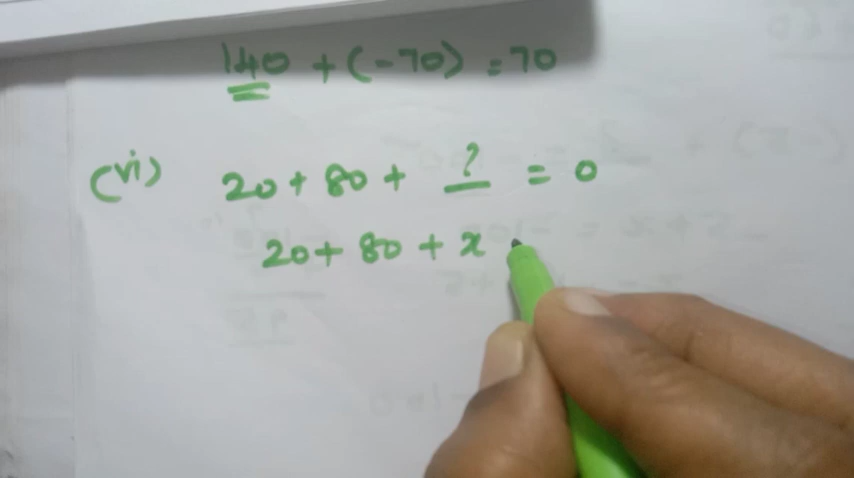 140 + (-70) = 70
(vi) 20 + 80 + ? = 0
20 + 80 + x